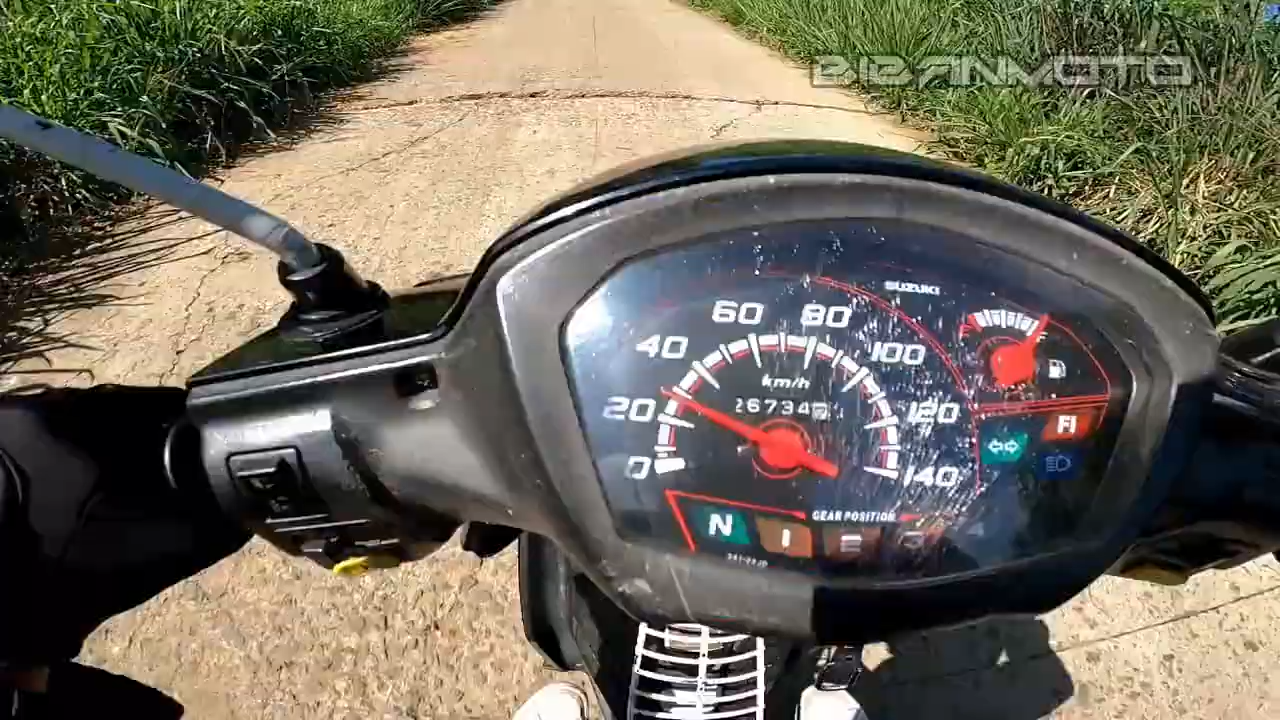 BIBANMOTO
SUZUKI
60 80
40 100
km/h
26734
20 120
0 140
FI
GEAR POSITION
N